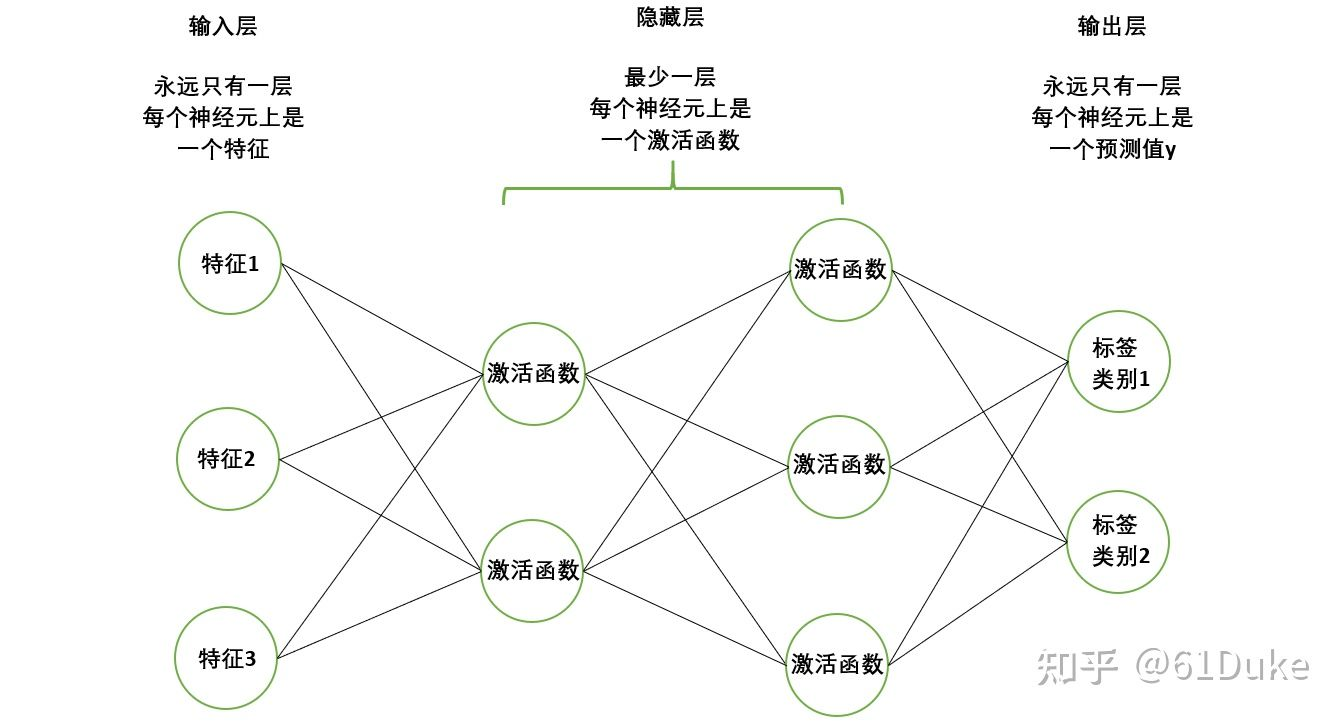 输入层
永远只有一层
每个神经元上是
一个特征
隐藏层
最少一层
每个神经元上是
一个激活函数
输出层
永远只有一层
每个神经元上是
一个预测值y
特征1
特征2
特征3
激活函数
激活函数
激活函数
激活函数
激活函数
标签
类别1
标签
类别2
知乎 @61Duke